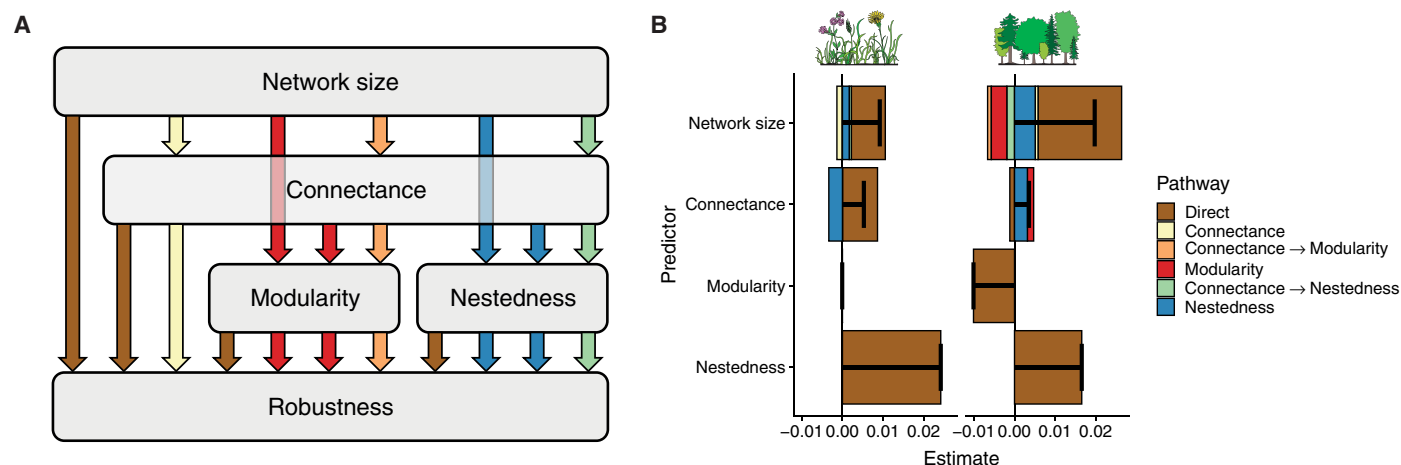 A
Network size
Connectance
Modularity
Nestedness
Robustness
B
Network size
Connectance
Modularity
Nestedness
Predictor
−0.01 0.00 0.01 0.02
−0.01 0.00 0.01 0.02
Estimate
Pathway
Direct
Connectance
Connectance → Modularity
Modularity
Connectance → Nestedness
Nestedness